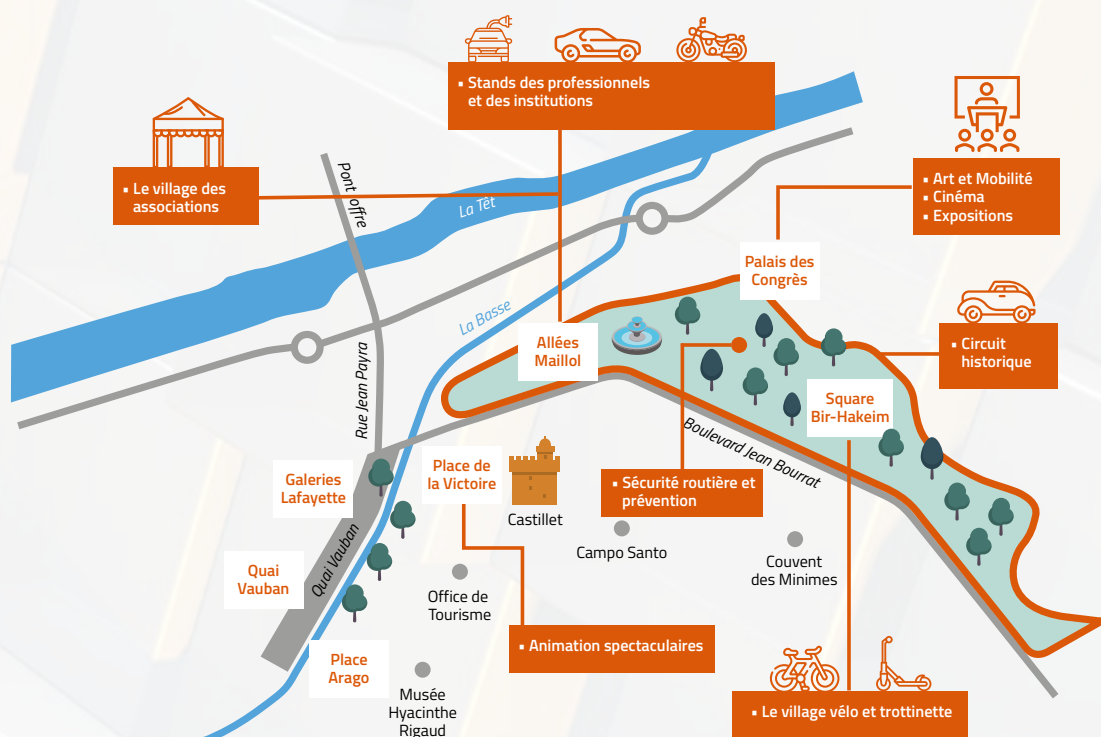 ▪ Stands des professionnels
et des institutions
▪ Le village des
associations
Pont offre
La Têt
▪ Art et Mobilité
▪ Cinéma
▪ Expositions
Palais des
Congrès
La Basse
Allées
Maillol
▪ Circuit
historique
Rue Jean Payra
Square
Bir-Hakeim
Boulevard Jean Bourrat
Galeries
Lafayette
Place de
la Victoire
Castillet
▪ Sécurité routière et
prévention
Campo Santo
Couvent
des Minimes
Quai
Vauban
Quai Vauban
Office de
Tourisme
▪ Animation spectaculaires
Place
Arago
Musée
Hyacinthe
Rigaud
▪ Le village vélo et trottinette